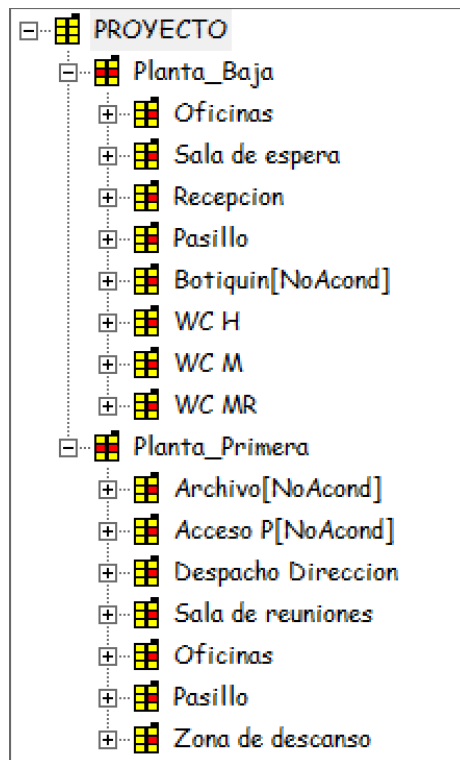 PROYECTO
Planta_Baja
Oficinas
Sala de espera
Recepcion
Pasillo
Botiquin[NoAcond]
WC H
WC M
WC MR
Planta_Primera
Archivo[NoAcond]
Acceso P[NoAcond]
Despacho Direccion
Sala de reuniones
Oficinas
Pasillo
Zona de descanso